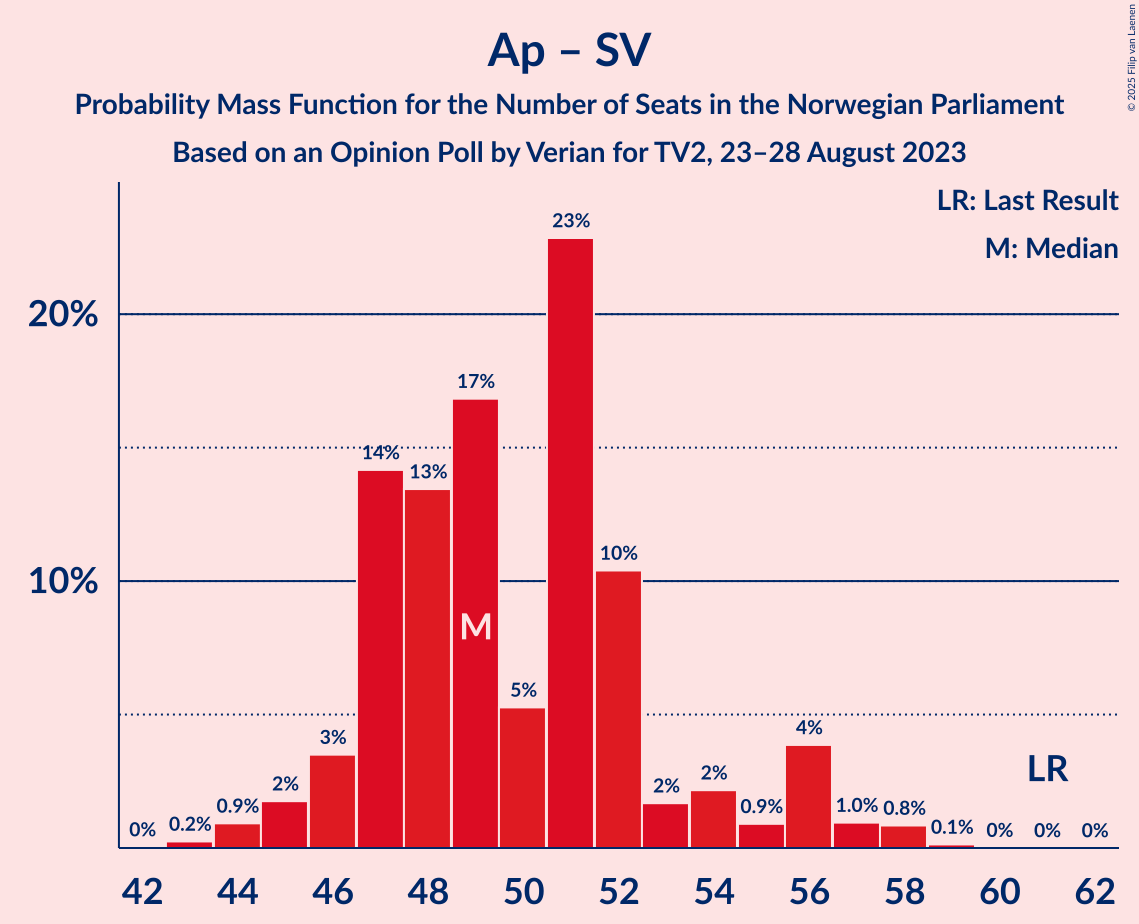 Ap – SV
Probability Mass Function for the Number of Seats in the Norwegian Parliament
Based on an Opinion Poll by Verian for TV2, 23–28 August 2023
© 2025 Filip van Laenen
LR: Last Result
M: Median
20%
10%
0%
0.2%
0.9%
2%
3%
14%
13%
17%
5%
23%
10%
2%
2%
0.9%
4%
1.0%
0.8%
0.1%
0%
0%
0%
M
LR
42 44 46 48 50 52 54 56 58 60 62